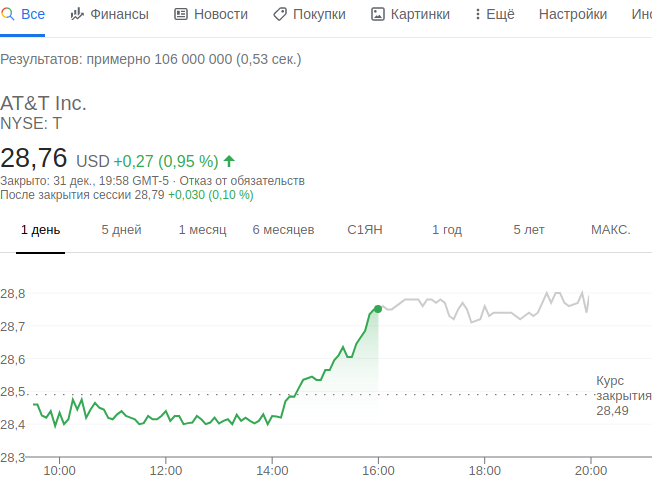 Все Финансы Новости Покупки Картинки Ещё Настройки Инс
Результатов: примерно 106 000 000 (0,53 сек.)
AT&T Inc.
NYSE: T
28,76 USD +0,27 (0,95 %)
Закрыто: 31 дек., 19:58 GMT-5 · Отказ от обязательств
После закрытия сессии 28,79 +0,030 (0,10 %)
1 день 5 дней 1 месяц 6 месяцев С1ЯН 1 год 5 лет МАКС.
28,8
28,7
28,6
28,5
Курс
закрытия
28,49
28,4
28,3
10:00 12:00 14:00 16:00 18:00 20:00